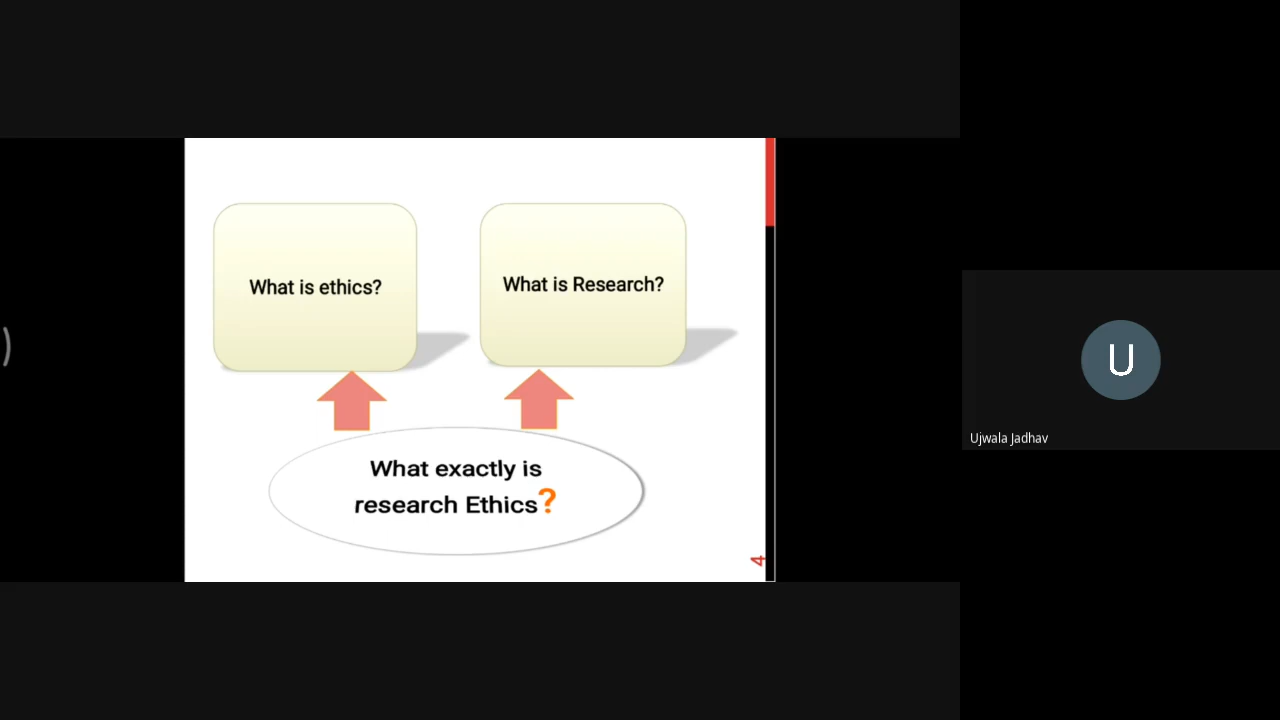 What is ethics?
What is Research?
What exactly is
research Ethics?
4
U
Ujwala Jadhav